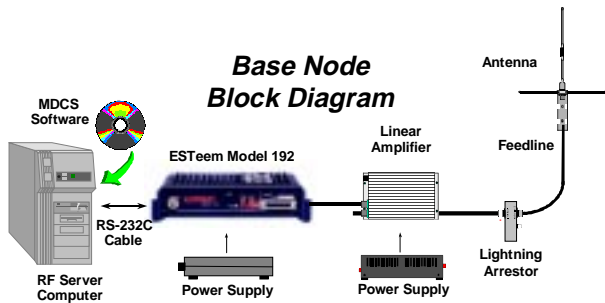 Base Node
Block Diagram
MDCS
Software
ESTeem Model 192
Linear
Amplifier
Antenna
Feedline
RS-232C
Cable
RF Server
Computer
Power Supply
Power Supply
Lightning
Arrestor